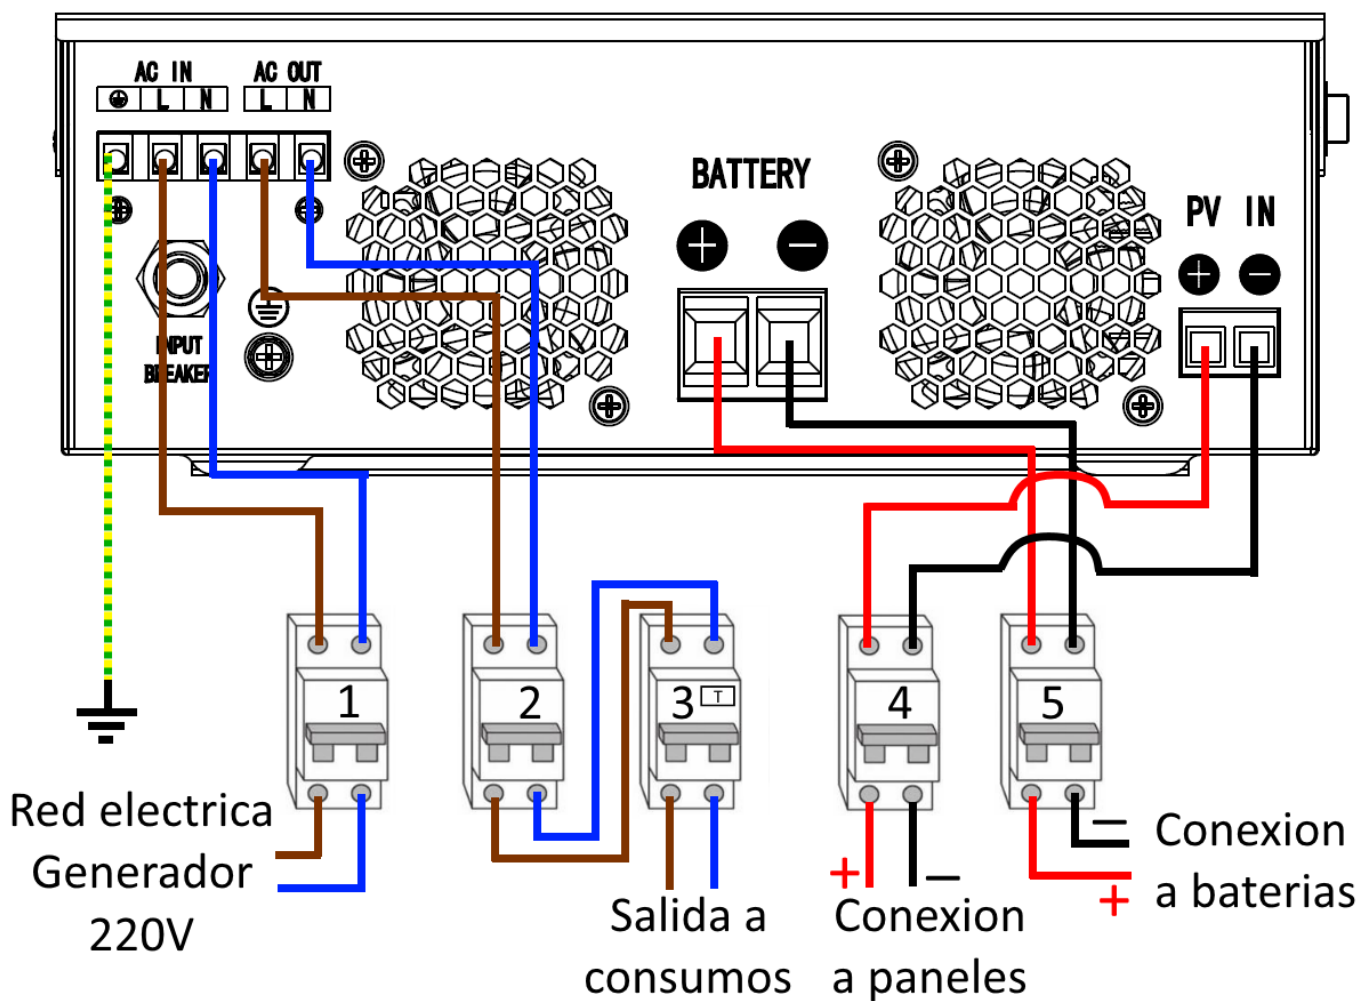 AC IN
AC OUT
L
N
L
N
BATTERY
+
−
PV IN
+
−
INPUT
BREAKER
1
2
3
T
4
5
Red electrica
Generador
220V
Salida a
consumos
+
−
Conexion
a paneles
−
+
Conexion
a baterias